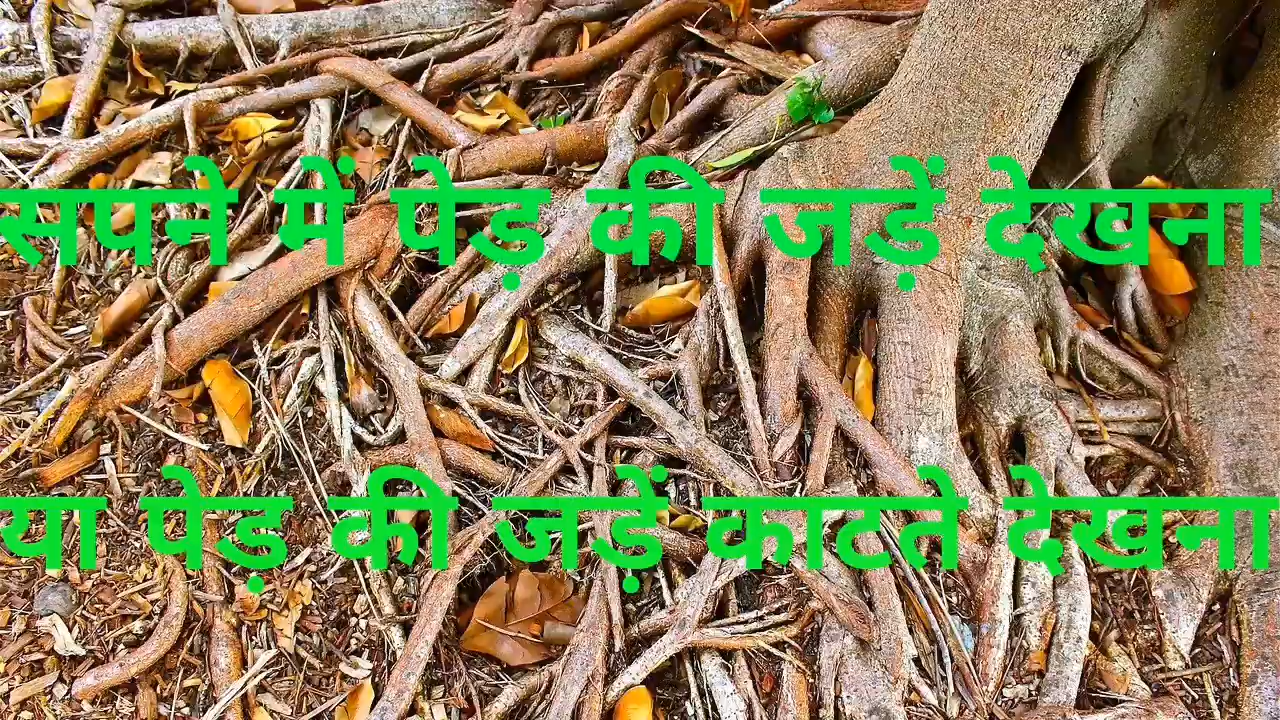 सपने में पेड़ की जड़ें देखना
या पेड़ की जड़ें काटते देखना